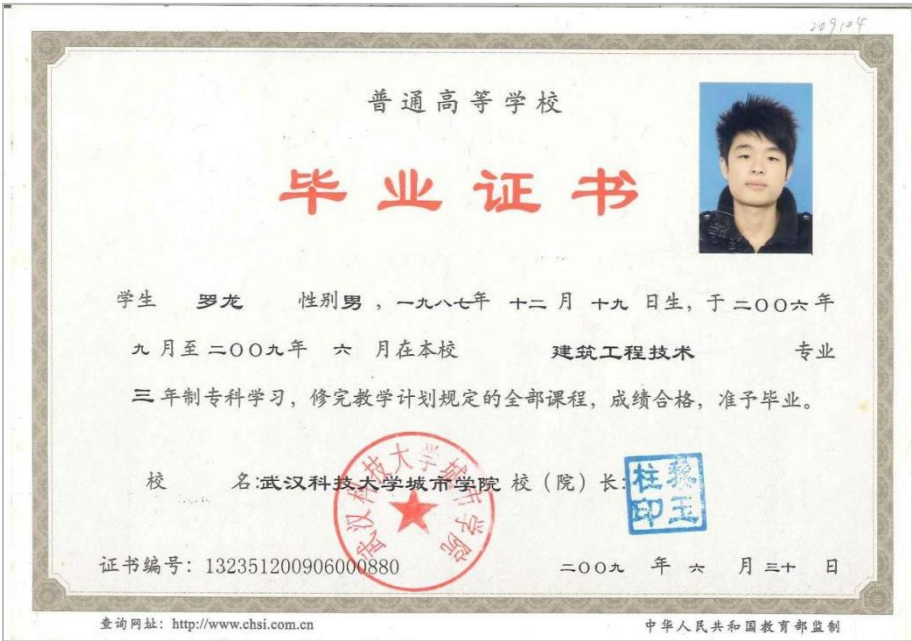 209104
普通高等学校
毕业证书
学生 罗龙 性别男，一九八七年 十二 月 十九 日生，于二〇〇六年
九 月至二〇〇九年 六 月在本校 建筑工程技术 专业
三 年制专科学习，修完教学计划规定的全部课程，成绩合格，准予毕业。
校 名:武汉科技大学城市学院 校（院）长:
武汉科技大学城市学院
证书编号：132351200906000880
二〇〇九 年 六 月 三十 日
查询网址：http://www.chsi.com.cn
中华人民共和国教育部监制